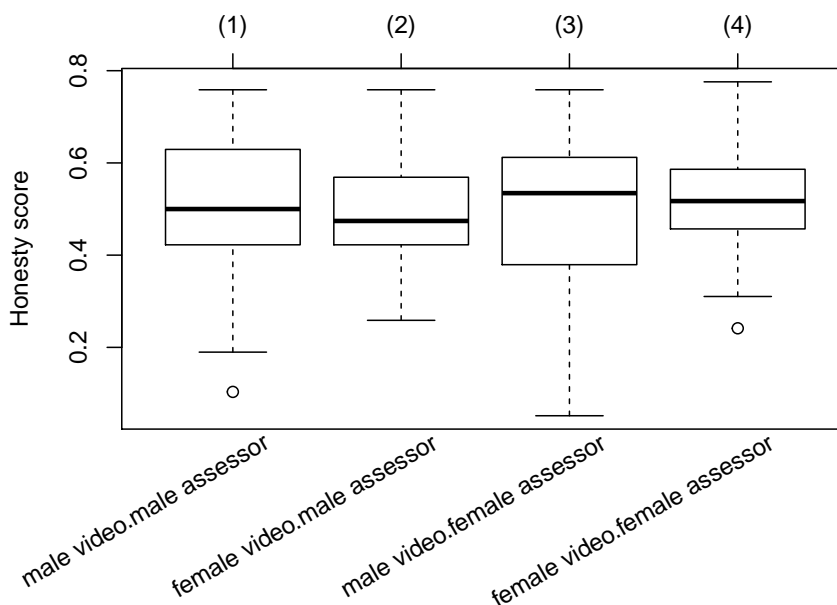 (1) (2) (3) (4)
0.8
0.6
0.4
0.2
Honesty score
male video.male assessor
female video.male assessor
male video.female assessor
female video.female assessor